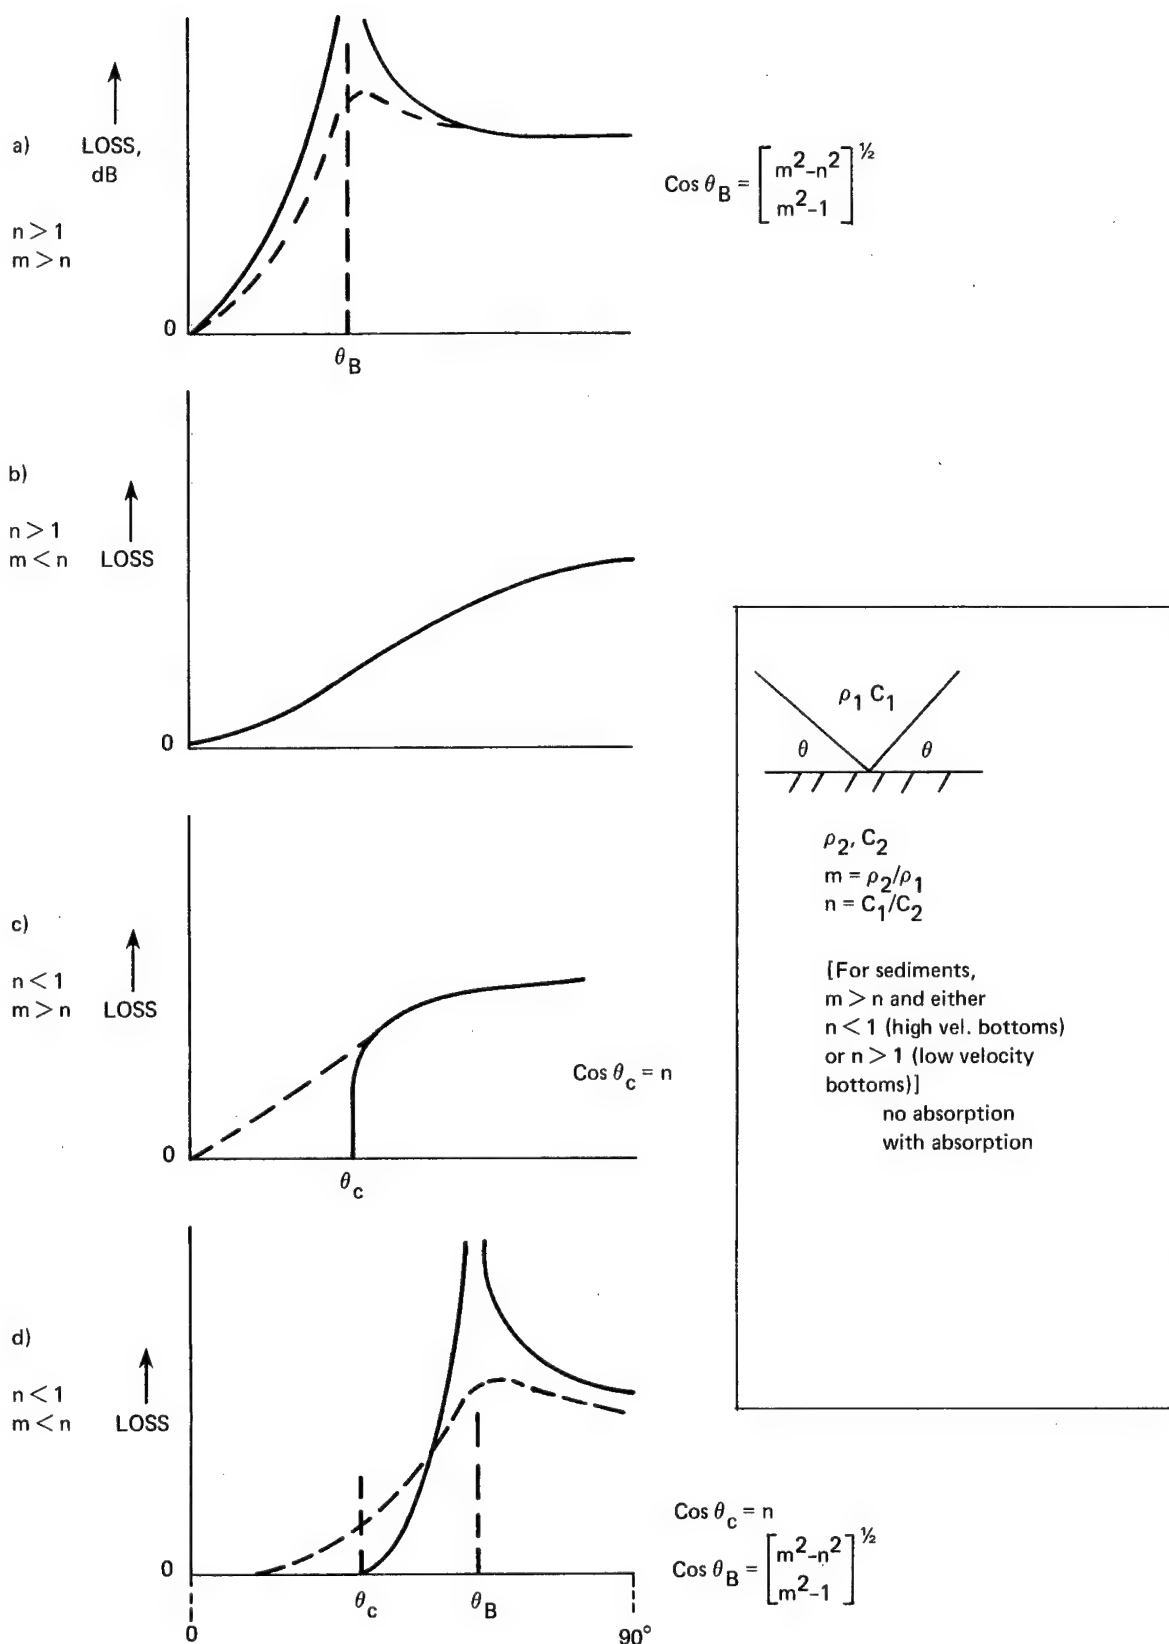 a) LOSS, dB
n > 1
m > n
0
θB
Cos θB = [m²-n² / m²-1]^½
b)
n > 1
m < n LOSS
0
c)
n < 1
m > n LOSS
0
θc
Cos θc = n
d)
n < 1
m < n LOSS
0
θc
θB
0
90°
Cos θc = n
Cos θB = [m²-n² / m²-1]^½
ρ1 C1
θ θ
ρ2, C2
m = ρ2/ρ1
n = C1/C2
[For sediments,
m > n and either
n < 1 (high vel. bottoms)
or n > 1 (low velocity
bottoms)]
no absorption
with absorption